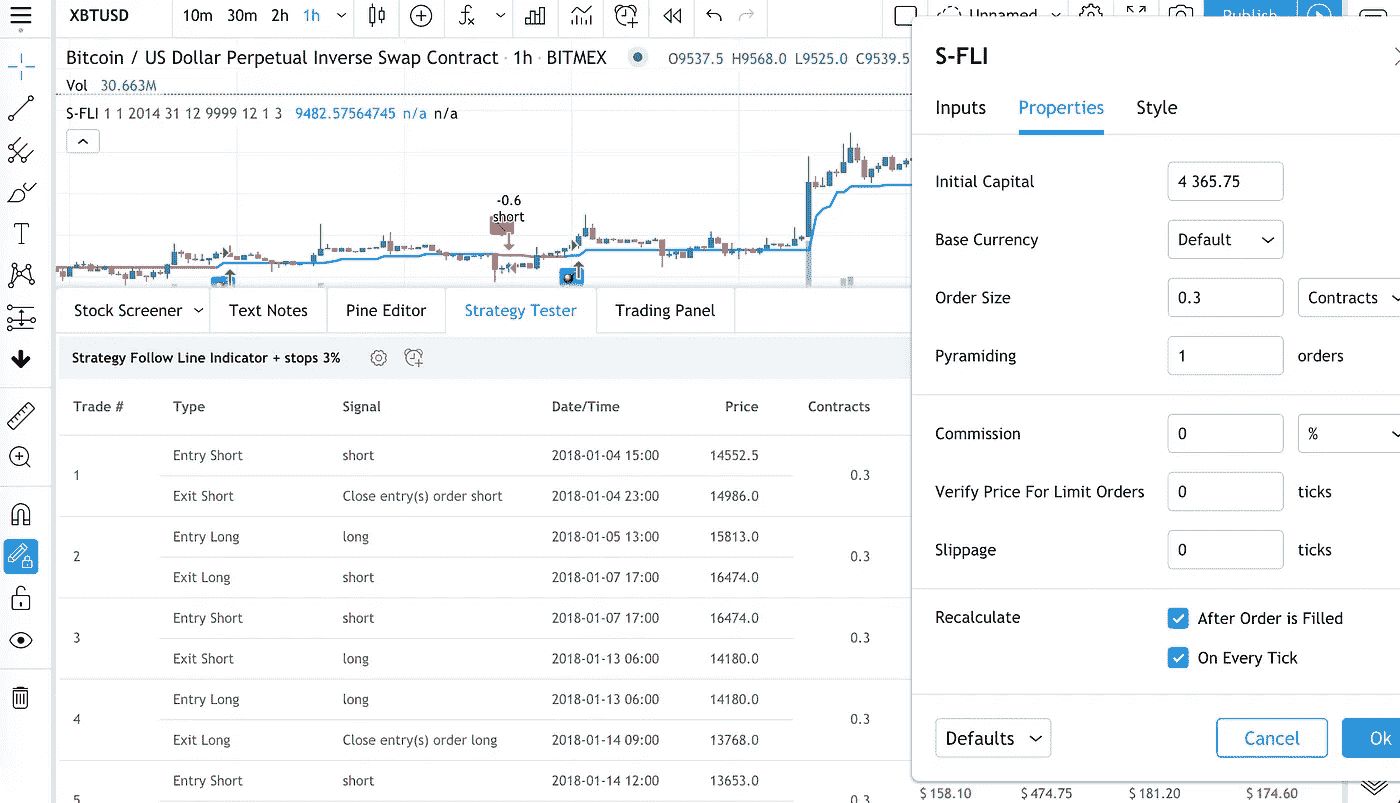 XBTUSD 10m 30m 2h 1h Unnamed Publish
Bitcoin / US Dollar Perpetual Inverse Swap Contract · 1h · BITMEX O9537.5 H9568.0 L9525.0 C9539.5
Vol 30.663M
S-FLI 1 1 2014 31 12 9999 12 1 3 9482.57564745 n/a n/a
-0.6
short
Stock Screener Text Notes Pine Editor Strategy Tester Trading Panel
Strategy Follow Line Indicator + stops 3%
Trade # Type Signal Date/Time Price Contracts
1 Entry Short short 2018-01-04 15:00 14552.5 0.3
Exit Short Close entry(s) order short 2018-01-04 23:00 14986.0
2 Entry Long long 2018-01-05 13:00 15813.0 0.3
Exit Long short 2018-01-07 17:00 16474.0
3 Entry Short short 2018-01-07 17:00 16474.0 0.3
Exit Short long 2018-01-13 06:00 14180.0
4 Entry Long long 2018-01-13 06:00 14180.0 0.3
Exit Long Close entry(s) order long 2018-01-14 09:00 13768.0
5 Entry Short short 2018-01-14 12:00 13653.0 0.3
S-FLI
Inputs Properties Style
Initial Capital 4 365.75
Base Currency Default
Order Size 0.3 Contracts
Pyramiding 1 orders
Commission 0 %
Verify Price For Limit Orders 0 ticks
Slippage 0 ticks
Recalculate After Order is Filled
On Every Tick
Defaults Cancel Ok
$ 158.10 $ 474.75 $ 181.20 $ 174.60